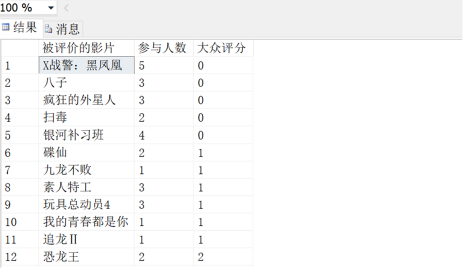 100 %
结果 消息
被评价的影片 参与人数 大众评分
1 X战警：黑凤凰 5 0
2 八子 3 0
3 疯狂的外星人 3 0
4 扫毒 2 0
5 银河补习班 4 0
6 碟仙 2 1
7 九龙不败 1 1
8 素人特工 3 1
9 玩具总动员4 3 1
10 我的青春都是你 1 1
11 追龙Ⅱ 1 1
12 恐龙王 2 2